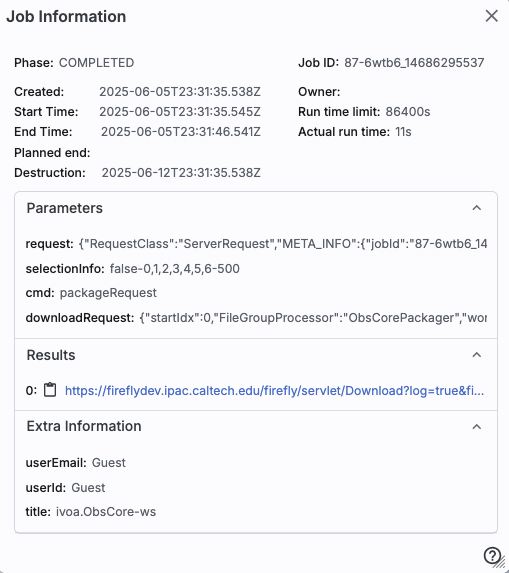 Job Information
Phase: COMPLETED Job ID: 87-6wtb6_14686295537
Created: 2025-06-05T23:31:35.538Z Owner:
Start Time: 2025-06-05T23:31:35.545Z Run time limit: 86400s
End Time: 2025-06-05T23:31:46.541Z Actual run time: 11s
Planned end:
Destruction: 2025-06-12T23:31:35.538Z
Parameters
request: {"RequestClass":"ServerRequest","META_INFO":{"jobId":"87-6wtb6_14
selectionInfo: false-0,1,2,3,4,5,6-500
cmd: packageRequest
downloadRequest: {"startIdx":0,"FileGroupProcessor":"ObsCorePackager","wor
Results
0: https://fireflydev.ipac.caltech.edu/firefly/servlet/Download?log=true&fi...
Extra Information
userEmail: Guest
userId: Guest
title: ivoa.ObsCore-ws